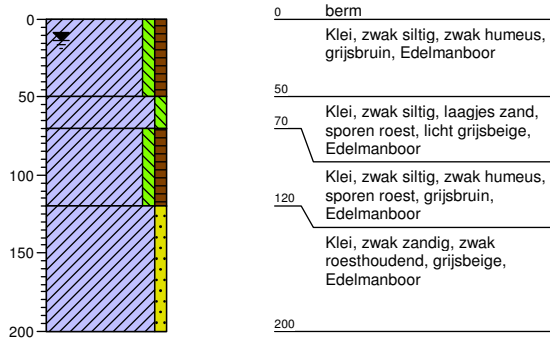 0
50
100
150
200
0 berm
Klei, zwak siltig, zwak humeus,
grijsbruin, Edelmanboor
50
Klei, zwak siltig, laagjes zand,
sporen roest, licht grijsbeige,
Edelmanboor
70
Klei, zwak siltig, zwak humeus,
sporen roest, grijsbruin,
Edelmanboor
120
Klei, zwak zandig, zwak
roesthoudend, grijsbeige,
Edelmanboor
200